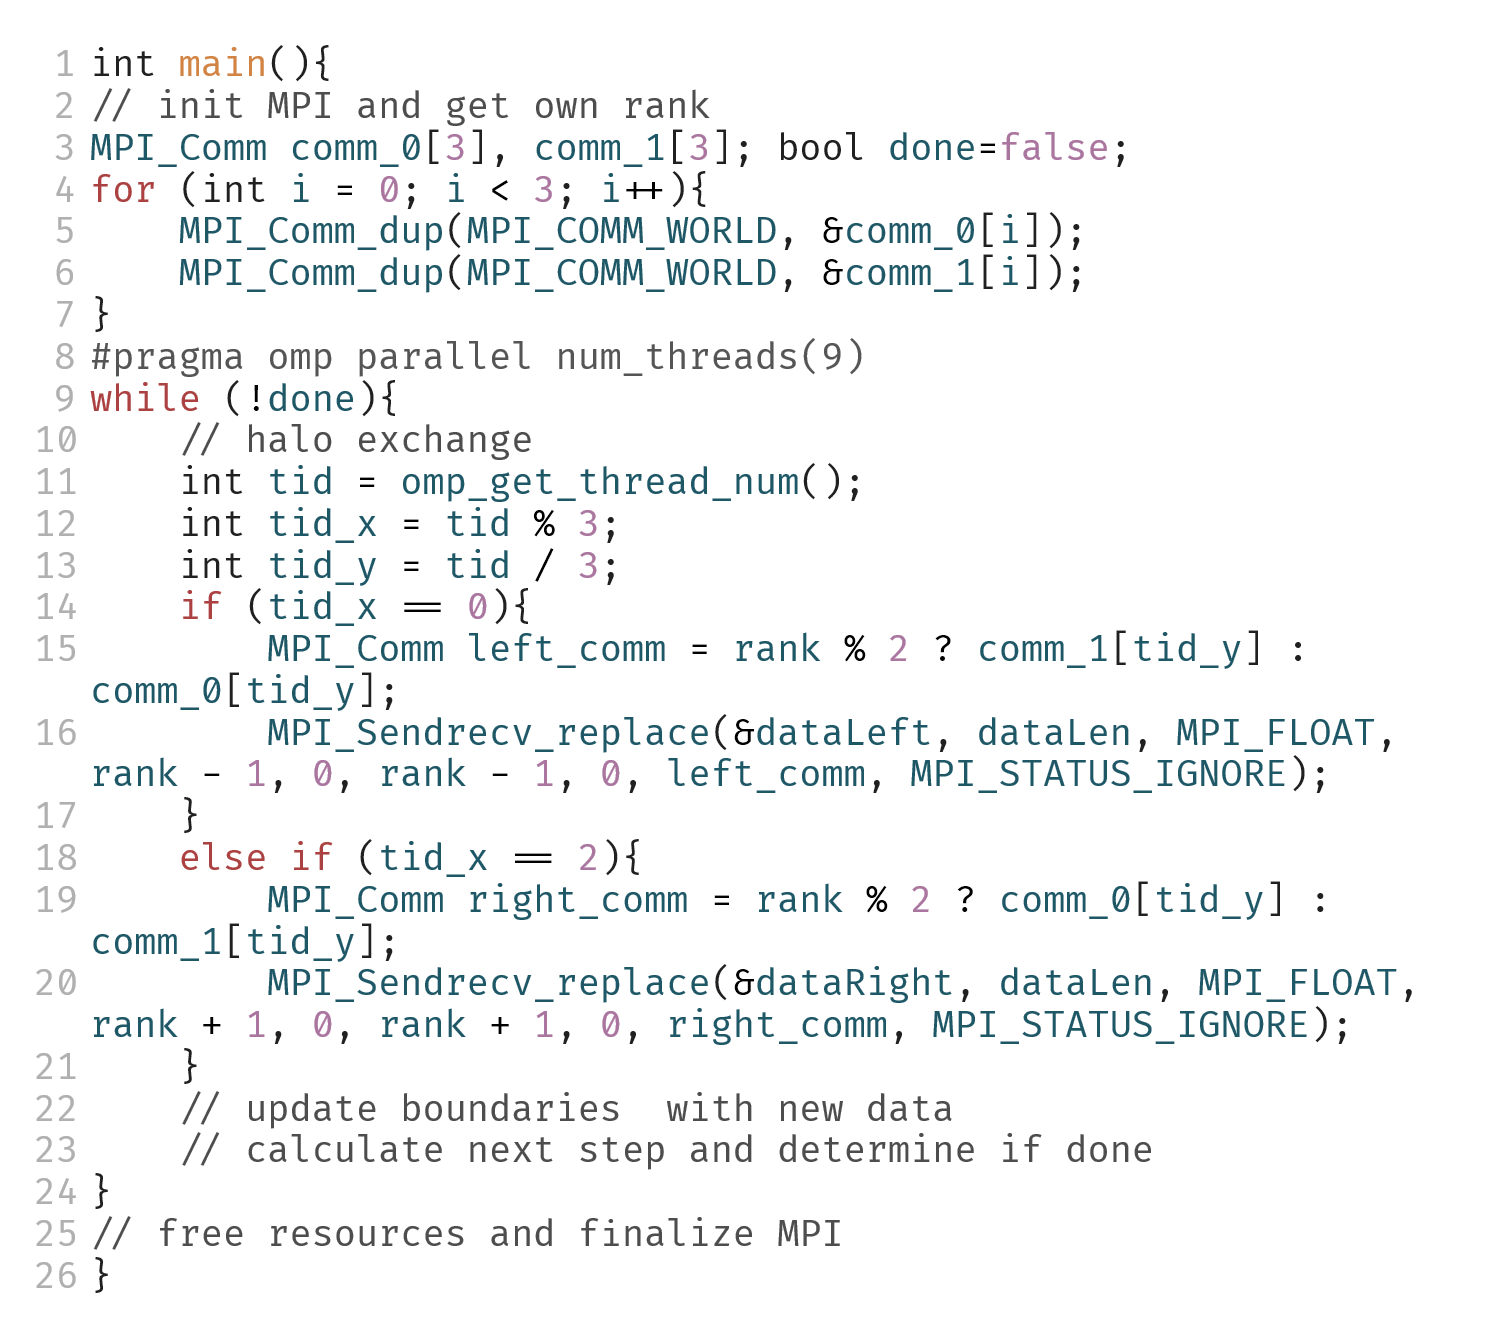 1 int main(){
2 // init MPI and get own rank
3 MPI_Comm comm_0[3], comm_1[3]; bool done=false;
4 for (int i = 0; i < 3; i++){
5     MPI_Comm_dup(MPI_COMM_WORLD, &comm_0[i]);
6     MPI_Comm_dup(MPI_COMM_WORLD, &comm_1[i]);
7 }
8 #pragma omp parallel num_threads(9)
9 while (!done){
10     // halo exchange
11     int tid = omp_get_thread_num();
12     int tid_x = tid % 3;
13     int tid_y = tid / 3;
14     if (tid_x == 0){
15         MPI_Comm left_comm = rank % 2 ? comm_1[tid_y] :
comm_0[tid_y];
16         MPI_Sendrecv_replace(&dataLeft, dataLen, MPI_FLOAT,
rank - 1, 0, rank - 1, 0, left_comm, MPI_STATUS_IGNORE);
17     }
18     else if (tid_x == 2){
19         MPI_Comm right_comm = rank % 2 ? comm_0[tid_y] :
comm_1[tid_y];
20         MPI_Sendrecv_replace(&dataRight, dataLen, MPI_FLOAT,
rank + 1, 0, rank + 1, 0, right_comm, MPI_STATUS_IGNORE);
21     }
22     // update boundaries  with new data
23     // calculate next step and determine if done
24 }
25 // free resources and finalize MPI
26 }